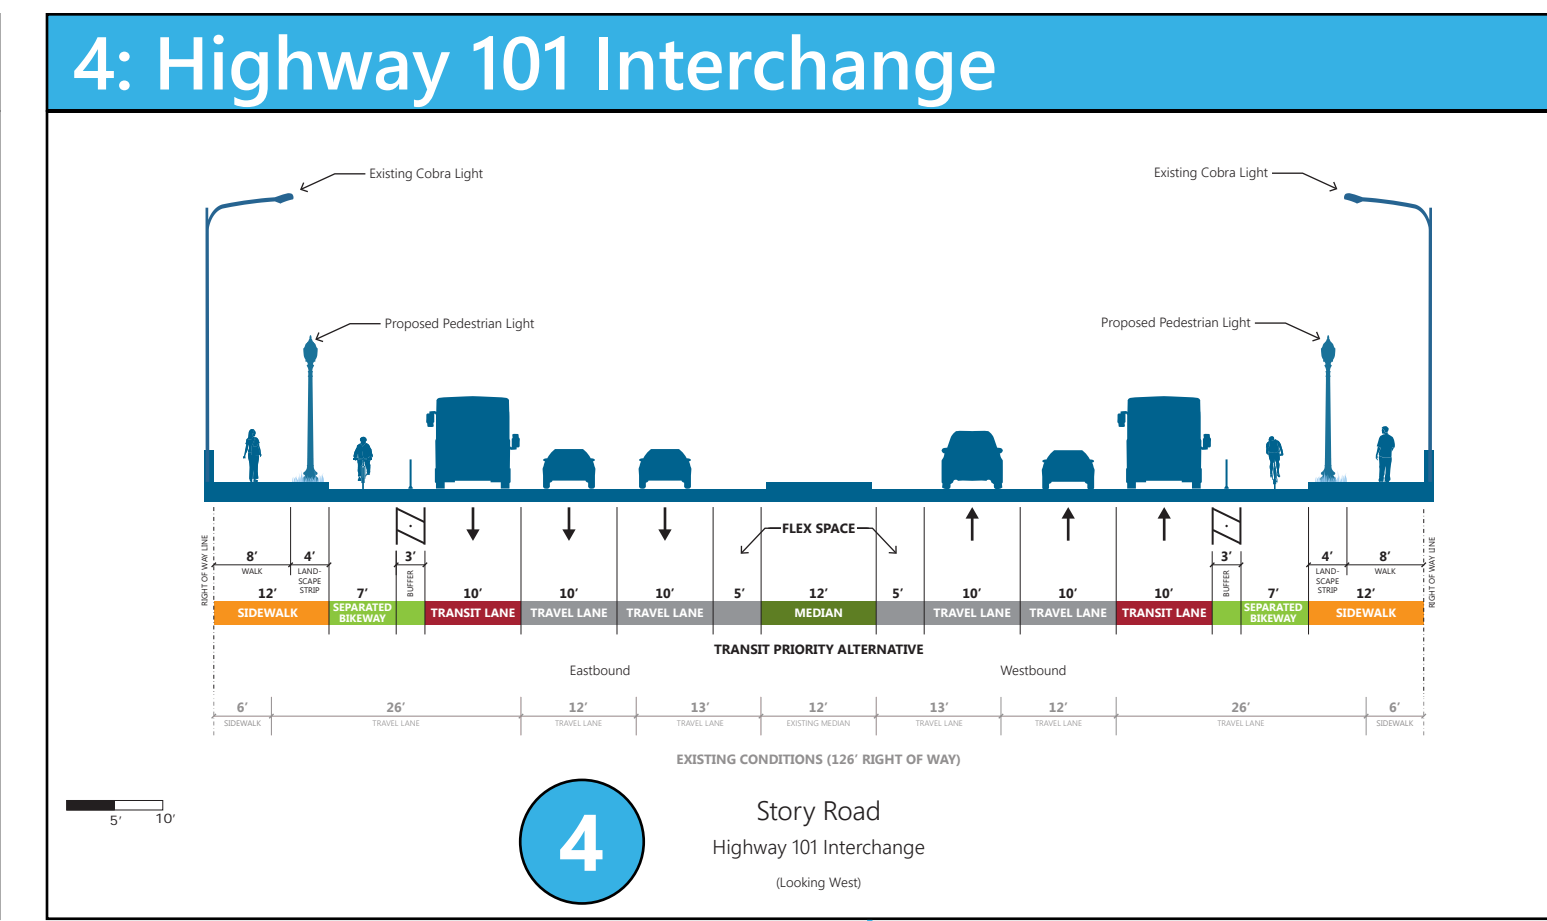 4: Highway 101 Interchange
Existing Cobra Light
Existing Cobra Light
Proposed Pedestrian Light
Proposed Pedestrian Light
FLEX SPACE
RIGHT OF WAY LINE
8’
WALK
4’
LAND-
SCAPE
STRIP
3’
BUFFER
3’
BUFFER
4’
LAND-
SCAPE
STRIP
8’
WALK
RIGHT OF WAY LINE
12’ 7’ 10’ 10’ 10’ 5’ 12’ 5’ 10’ 10’ 10’ 7’ 12’
SIDEWALK
SEPARATED
BIKEWAY
TRANSIT LANE
TRAVEL LANE
TRAVEL LANE
MEDIAN
TRAVEL LANE
TRAVEL LANE
TRANSIT LANE
SEPARATED
BIKEWAY
SIDEWALK
TRANSIT PRIORITY ALTERNATIVE
Eastbound
Westbound
6’ 26’ 12’ 13’ 12’ 13’ 12’ 26’ 6’
SIDEWALK TRAVEL LANE TRAVEL LANE TRAVEL LANE EXISTING MEDIAN TRAVEL LANE TRAVEL LANE TRAVEL LANE SIDEWALK
EXISTING CONDITIONS (126’ RIGHT OF WAY)
5’ 10’
4
Story Road
Highway 101 Interchange
(Looking West)